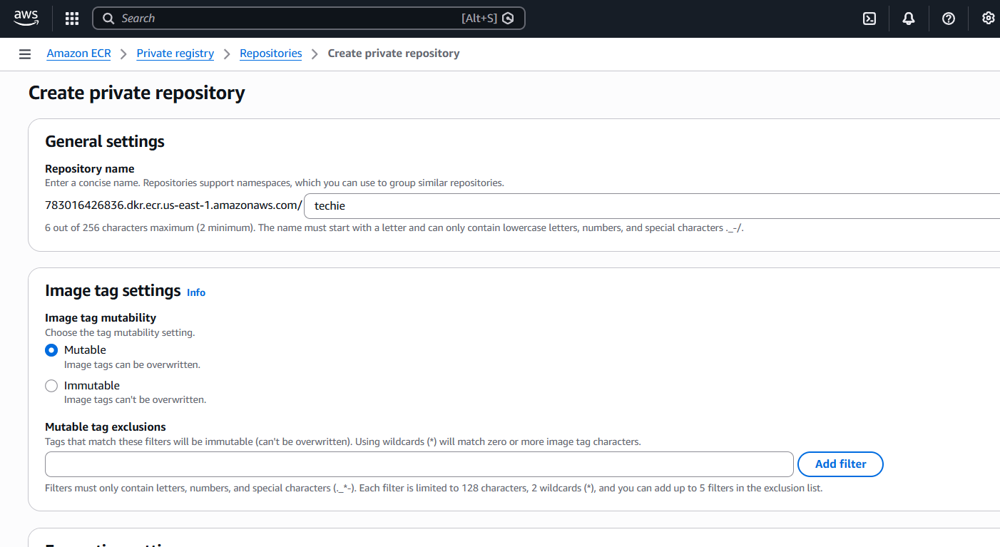 aws
Search [Alt+S]
Amazon ECR > Private registry > Repositories > Create private repository
Create private repository
General settings
Repository name
Enter a concise name. Repositories support namespaces, which you can use to group similar repositories.
783016426836.dkr.ecr.us-east-1.amazonaws.com/ techie
6 out of 256 characters maximum (2 minimum). The name must start with a letter and can only contain lowercase letters, numbers, and special characters ._-/.
Image tag settings Info
Image tag mutability
Choose the tag mutability setting.
Mutable
Image tags can be overwritten.
Immutable
Image tags can't be overwritten.
Mutable tag exclusions
Tags that match these filters will be immutable (can't be overwritten). Using wildcards (*) will match zero or more image tag characters.
Add filter
Filters must only contain letters, numbers, and special characters (._*-). Each filter is limited to 128 characters, 2 wildcards (*), and you can add up to 5 filters in the exclusion list.